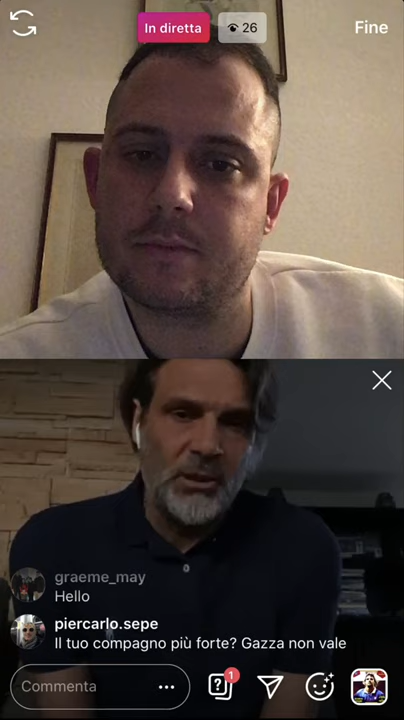 In diretta
26
Fine
graeme_may
Hello
piercarlo.sepe
Il tuo compagno più forte? Gazza non vale
Commenta
1